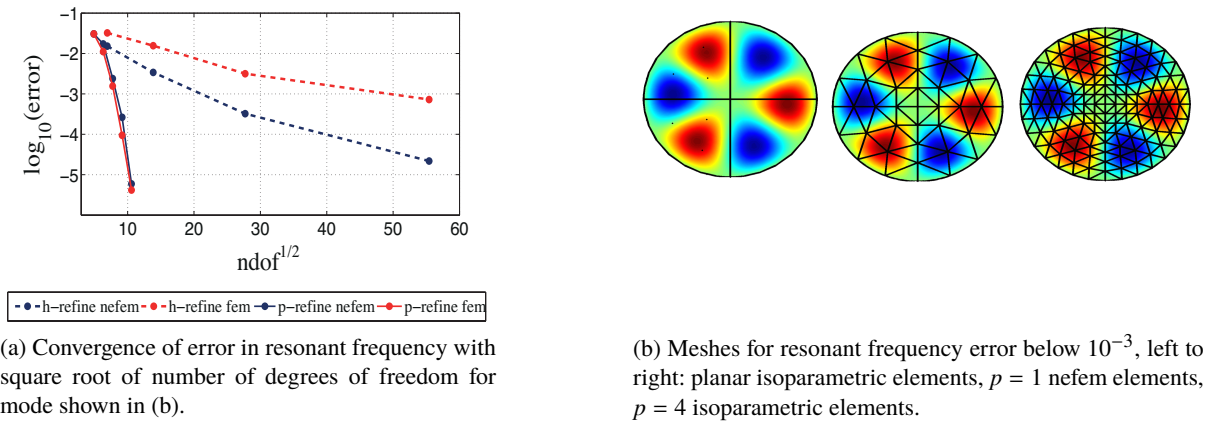 −1
−2
−3
−4
−5
log10(error)
10 20 30 40 50 60
ndof^1/2
h−refine nefem h−refine fem p−refine nefem p−refine fem
(a) Convergence of error in resonant frequency with
square root of number of degrees of freedom for
mode shown in (b).
(b) Meshes for resonant frequency error below 10^−3, left to
right: planar isoparametric elements, p = 1 nefem elements,
p = 4 isoparametric elements.